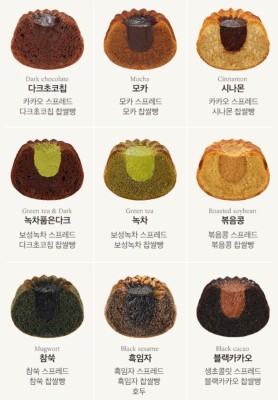 Dark chocolate
다크초코칩
카카오 스프레드
다크초코칩 찹쌀빵
Mocha
모카
모카 스프레드
모카 찹쌀빵
Cinnamon
시나몬
카카오 스프레드
시나몬 찹쌀빵
Green tea & Dark
녹차품은다크
보성녹차 스프레드
다크초코칩 찹쌀빵
Green tea
녹차
보성녹차 스프레드
보성녹차 찹쌀빵
Roasted soybean
볶음콩
볶음콩 스프레드
볶음콩 찹쌀빵
Mugwort
참쑥
참쑥 스프레드
참쑥 찹쌀빵
Black sesame
흑임자
흑임자 스프레드
흑임자 찹쌀빵
호두
Black cacao
블랙카카오
생초콜릿 스프레드
블랙카카오 찹쌀빵